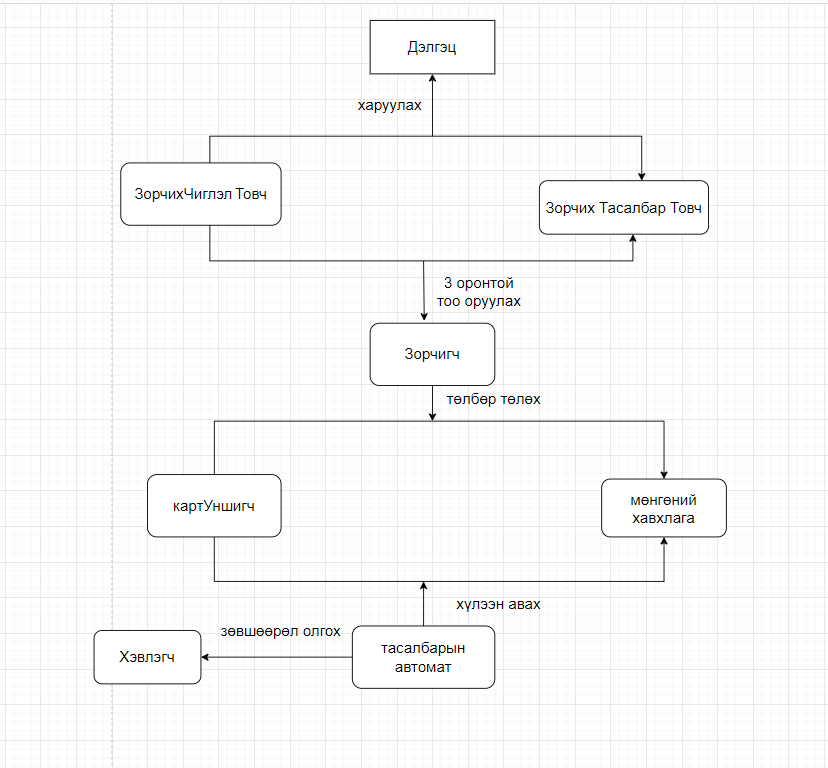 Дэлгэц
харуулах
ЗорчихЧиглэл Товч
Зорчих Тасалбар Товч
3 оронтой
тоо оруулах
Зорчигч
төлбөр төлөх
картУншигч
мөнгөний
хавхлага
хүлээн авах
зөвшөөрөл олгох
Хэвлэгч
тасалбарын
автомат